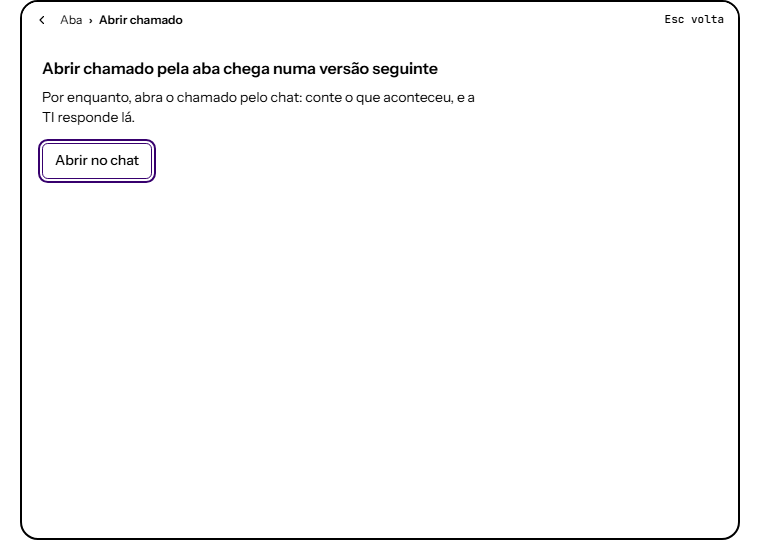 Aba › Abrir chamado
Esc volta
Abrir chamado pela aba chega numa versão seguinte
Por enquanto, abra o chamado pelo chat: conte o que aconteceu, e a
TI responde lá.
Abrir no chat